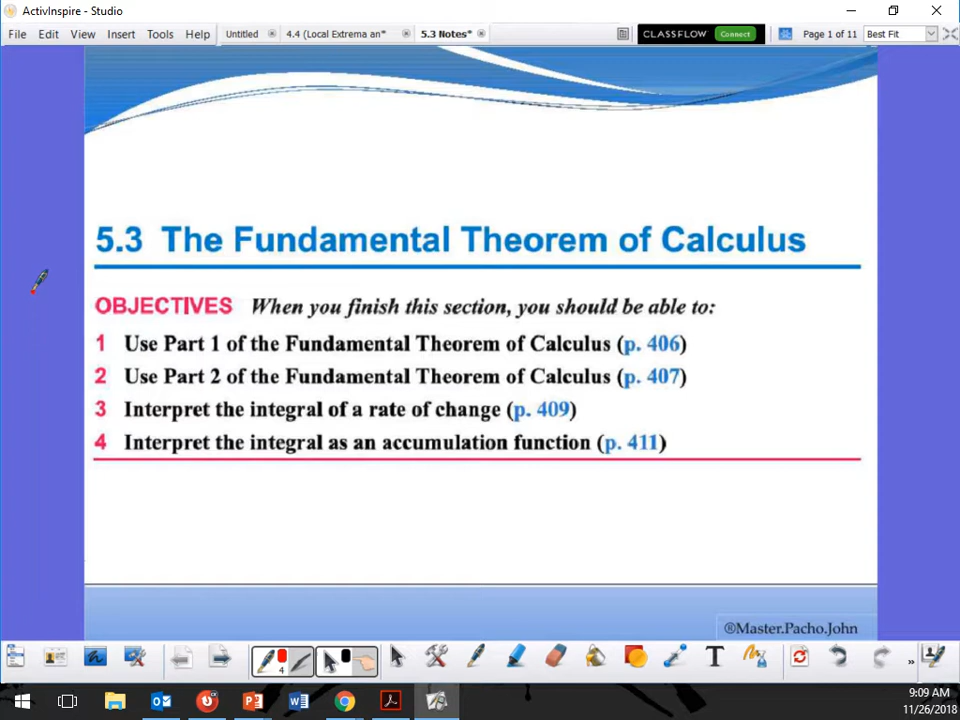 ActivInspire - Studio
File Edit View Insert Tools Help Untitled 4.4 (Local Extrema an* 5.3 Notes* CLASSFLOW Connect Page 1 of 11 Best Fit
5.3 The Fundamental Theorem of Calculus
OBJECTIVES When you finish this section, you should be able to:
1 Use Part 1 of the Fundamental Theorem of Calculus (p. 406)
2 Use Part 2 of the Fundamental Theorem of Calculus (p. 407)
3 Interpret the integral of a rate of change (p. 409)
4 Interpret the integral as an accumulation function (p. 411)
®Master.Pacho.John
4 T »
9:09 AM
11/26/2018